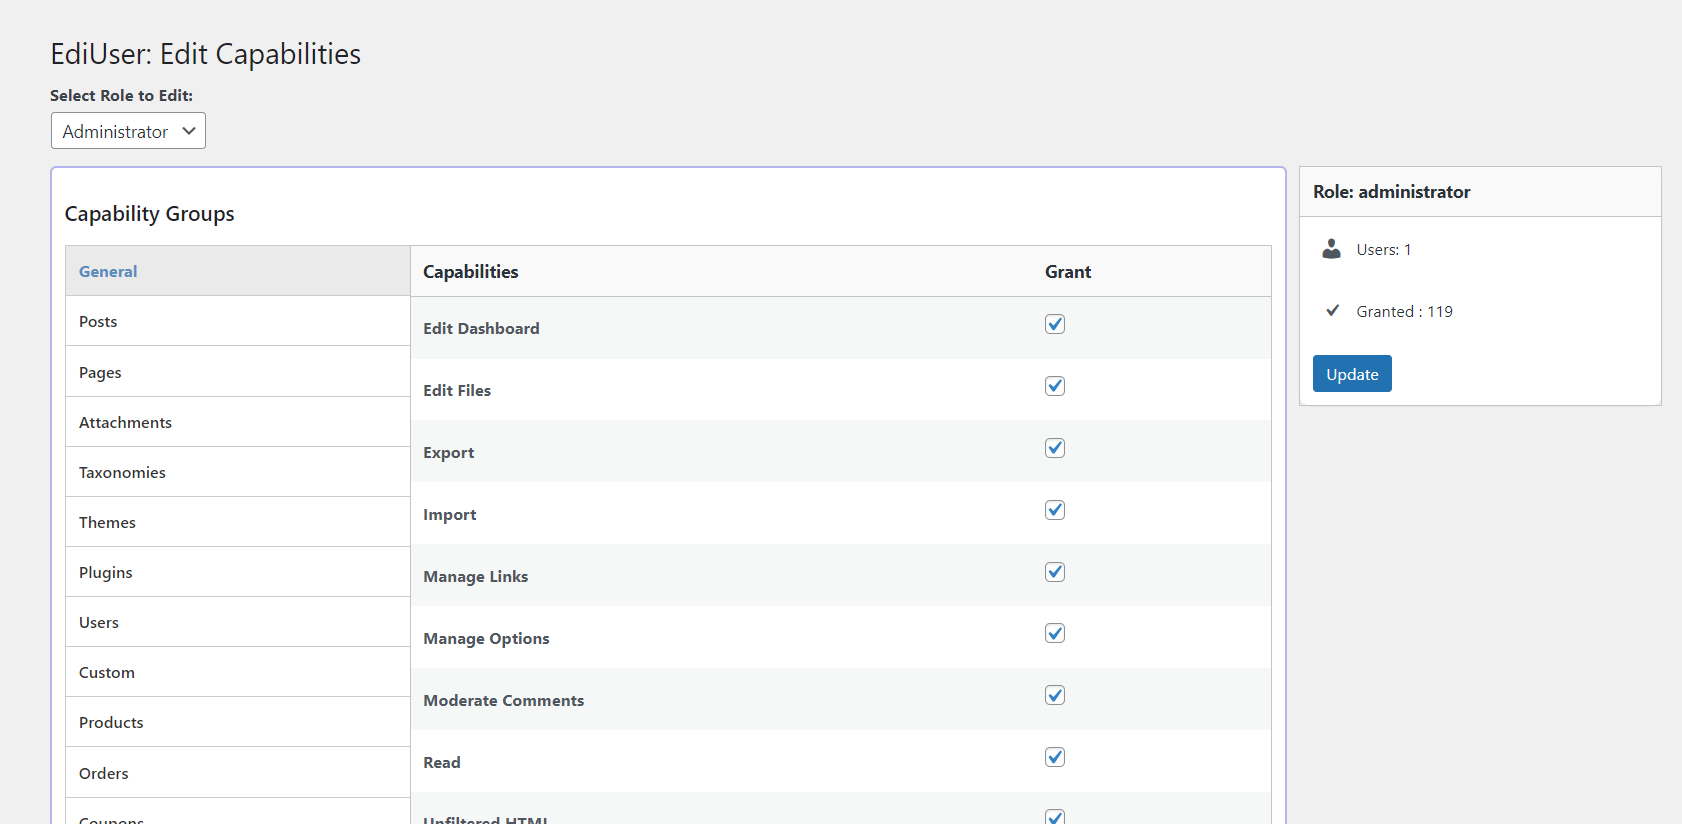 EdiUser: Edit Capabilities
Select Role to Edit:
Administrator
Capability Groups
General
Posts
Pages
Attachments
Taxonomies
Themes
Plugins
Users
Custom
Products
Orders
Coupons
Capabilities Grant
Edit Dashboard
Edit Files
Export
Import
Manage Links
Manage Options
Moderate Comments
Read
Unfiltered HTML
Role: administrator
Users: 1
Granted : 119
Update